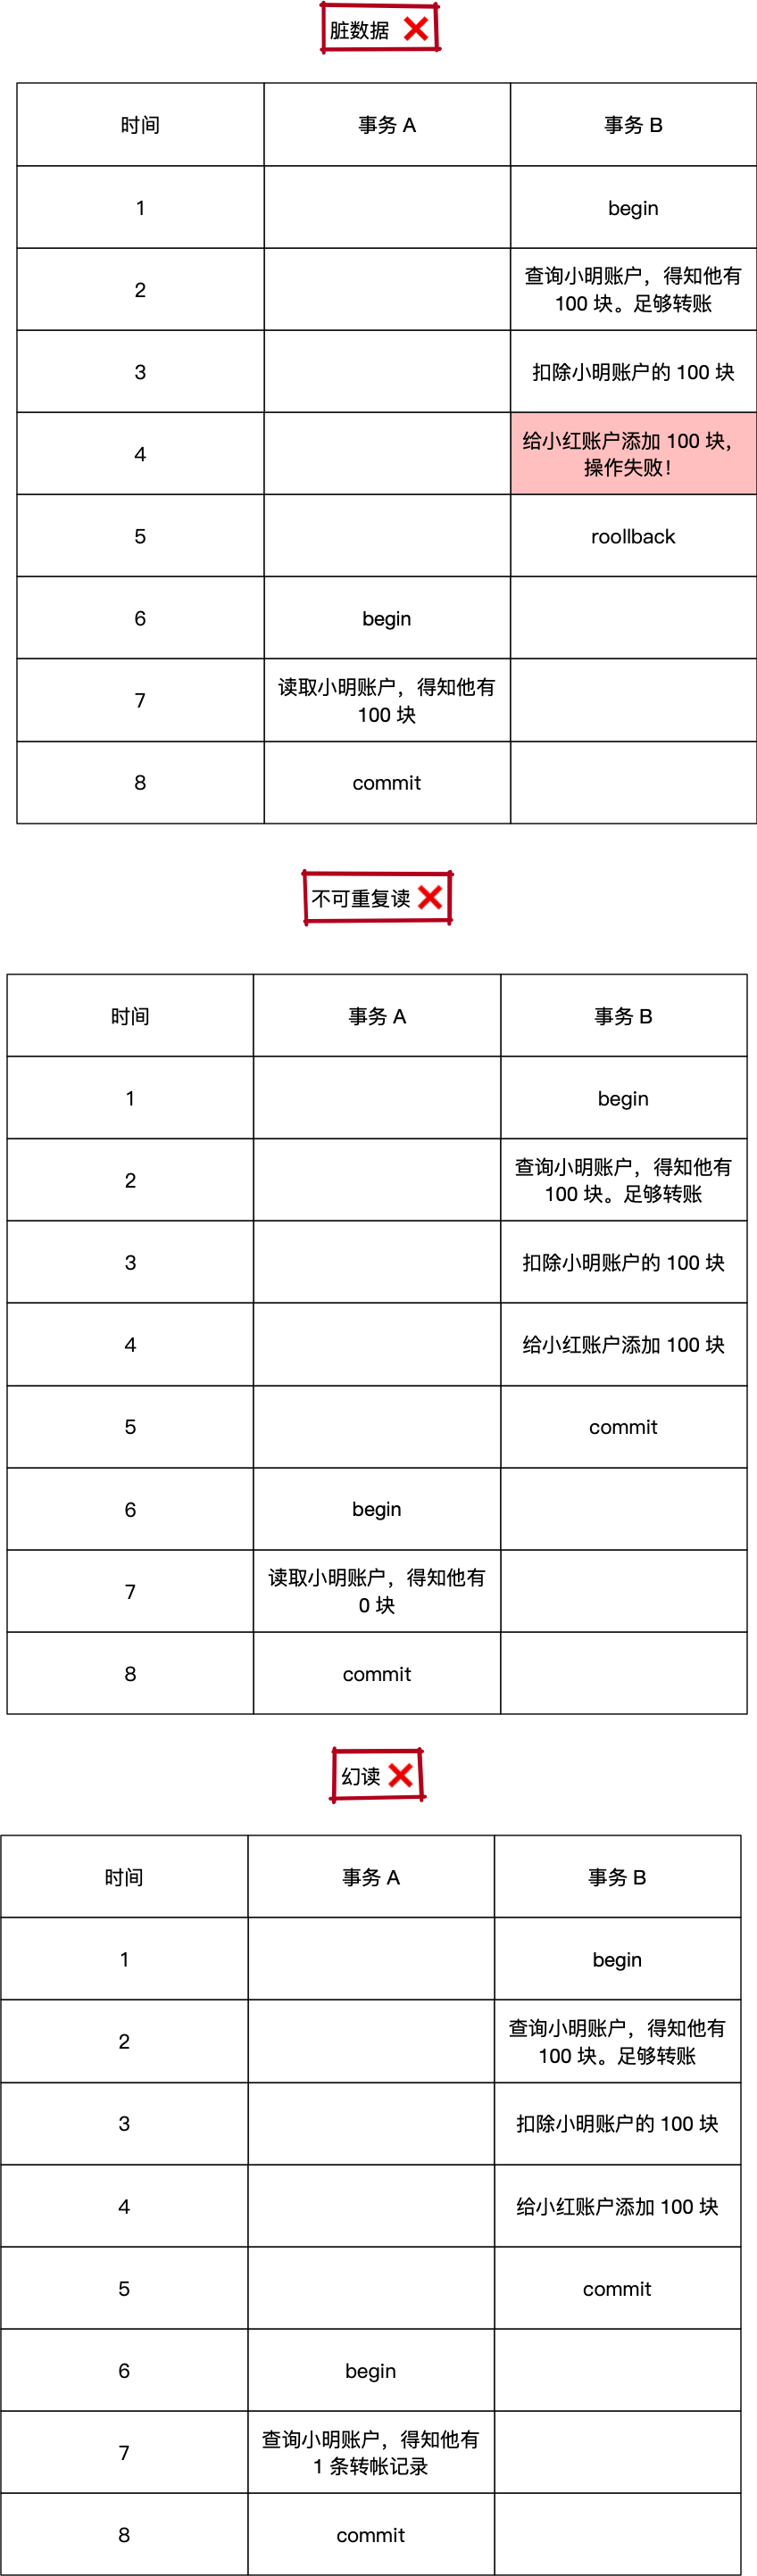 脏数据 ❌
时间 事务 A 事务 B
1 begin
2 查询小明账户，得知他有
100 块。足够转账
3 扣除小明账户的 100 块
4 给小红账户添加 100 块，
操作失败！
5 roollback
6 begin
7 读取小明账户，得知他有
100 块
8 commit
不可重复读 ❌
时间 事务 A 事务 B
1 begin
2 查询小明账户，得知他有
100 块。足够转账
3 扣除小明账户的 100 块
4 给小红账户添加 100 块
5 commit
6 begin
7 读取小明账户，得知他有
0 块
8 commit
幻读 ❌
时间 事务 A 事务 B
1 begin
2 查询小明账户，得知他有
100 块。足够转账
3 扣除小明账户的 100 块
4 给小红账户添加 100 块
5 commit
6 begin
7 查询小明账户，得知他有
1 条转帐记录
8 commit